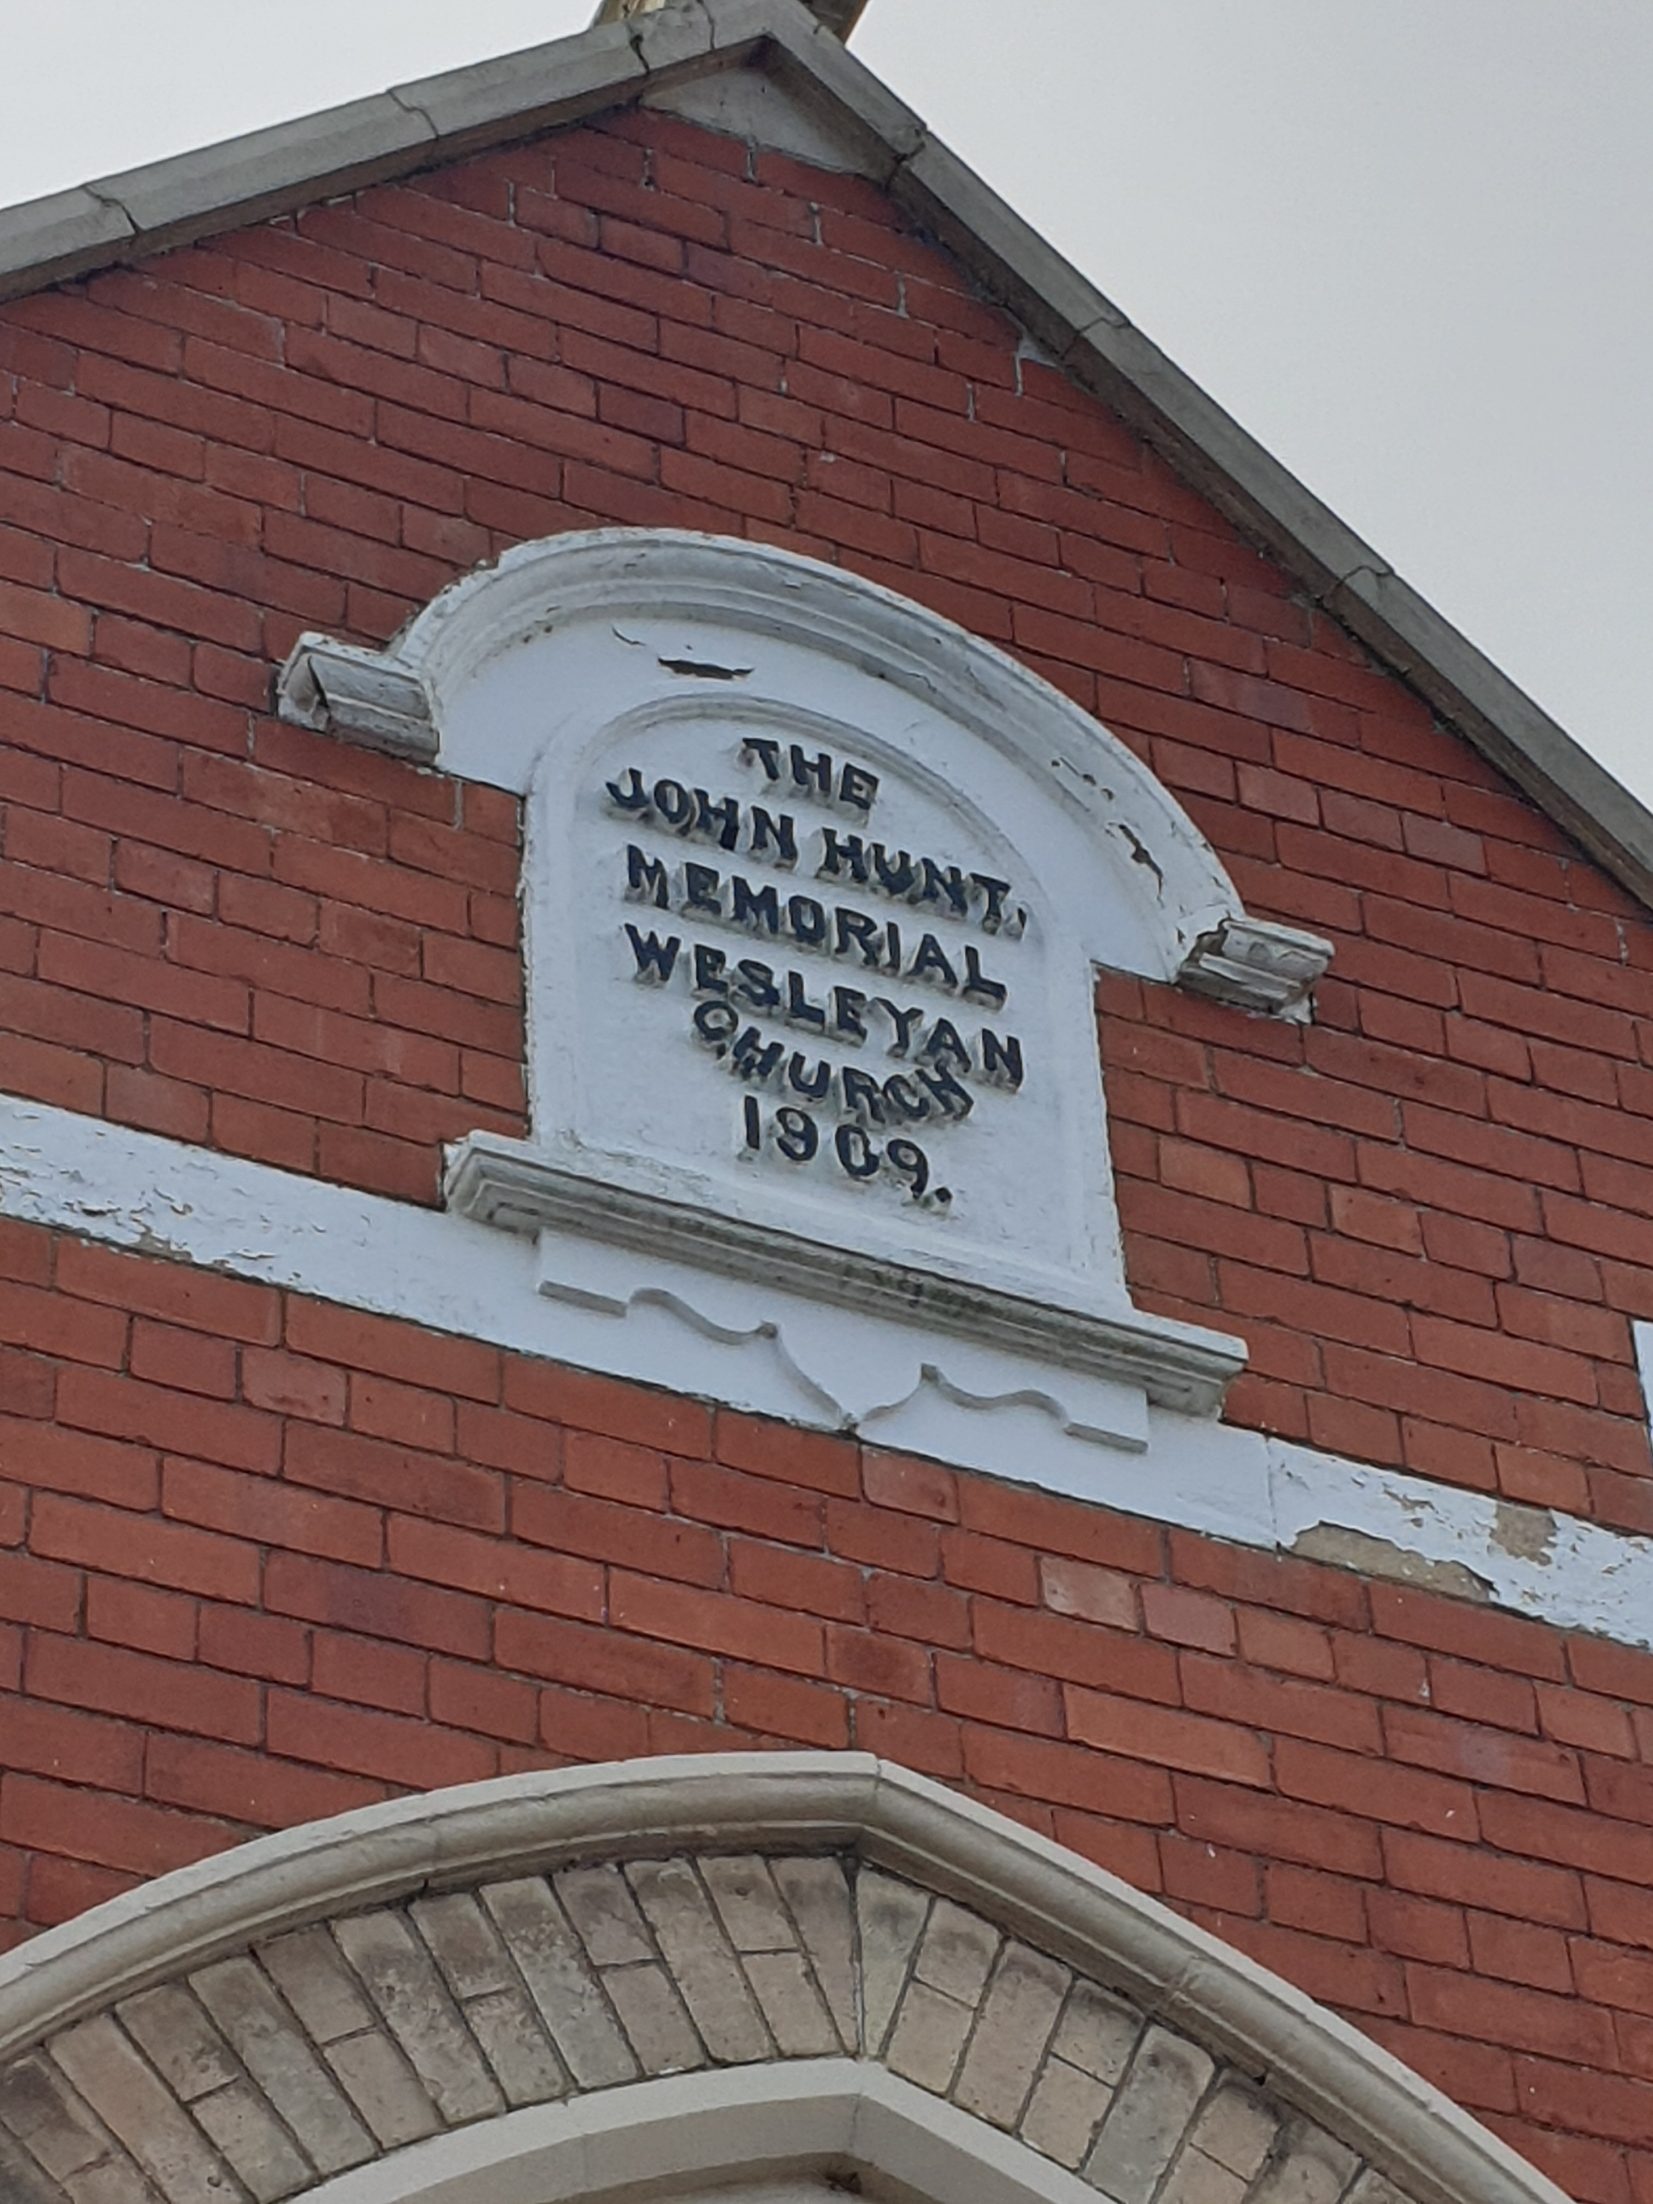 THE
JOHN HUNT.
MEMORIAL
WESLEYAN
CHURCH
1909.